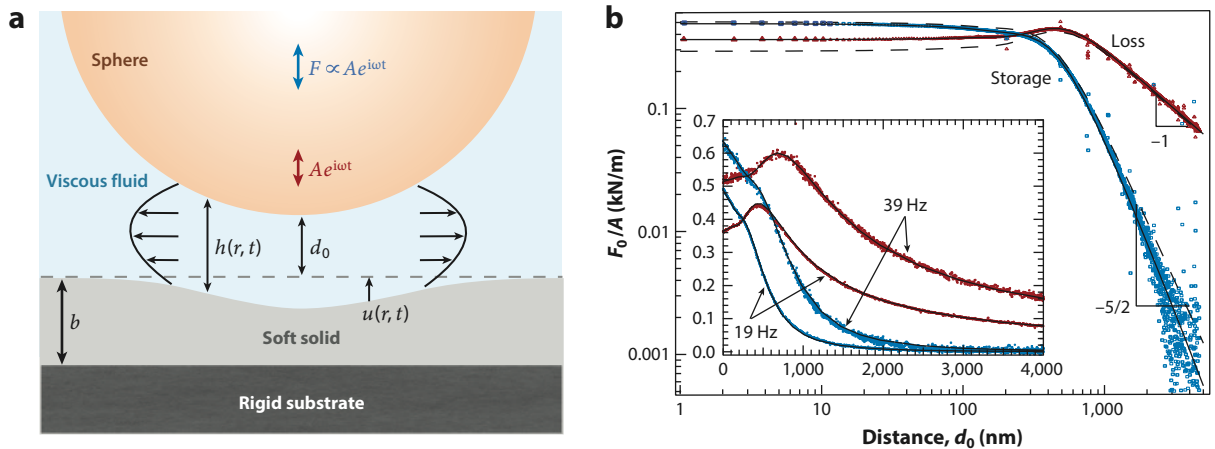 a
Sphere
F ∝ Ae^{iωt}
Ae^{iωt}
Viscous fluid
h(r, t)
d₀
b
u(r, t)
Soft solid
Rigid substrate
b
F₀/A (kN/m)
0.1
0.01
0.001
Loss
Storage
−1
−5/2
0.7
0.6
0.5
0.4
0.3
0.2
0.1
0.0
39 Hz
19 Hz
0
1,000
2,000
3,000
4,000
1
10
100
1,000
Distance, d₀ (nm)